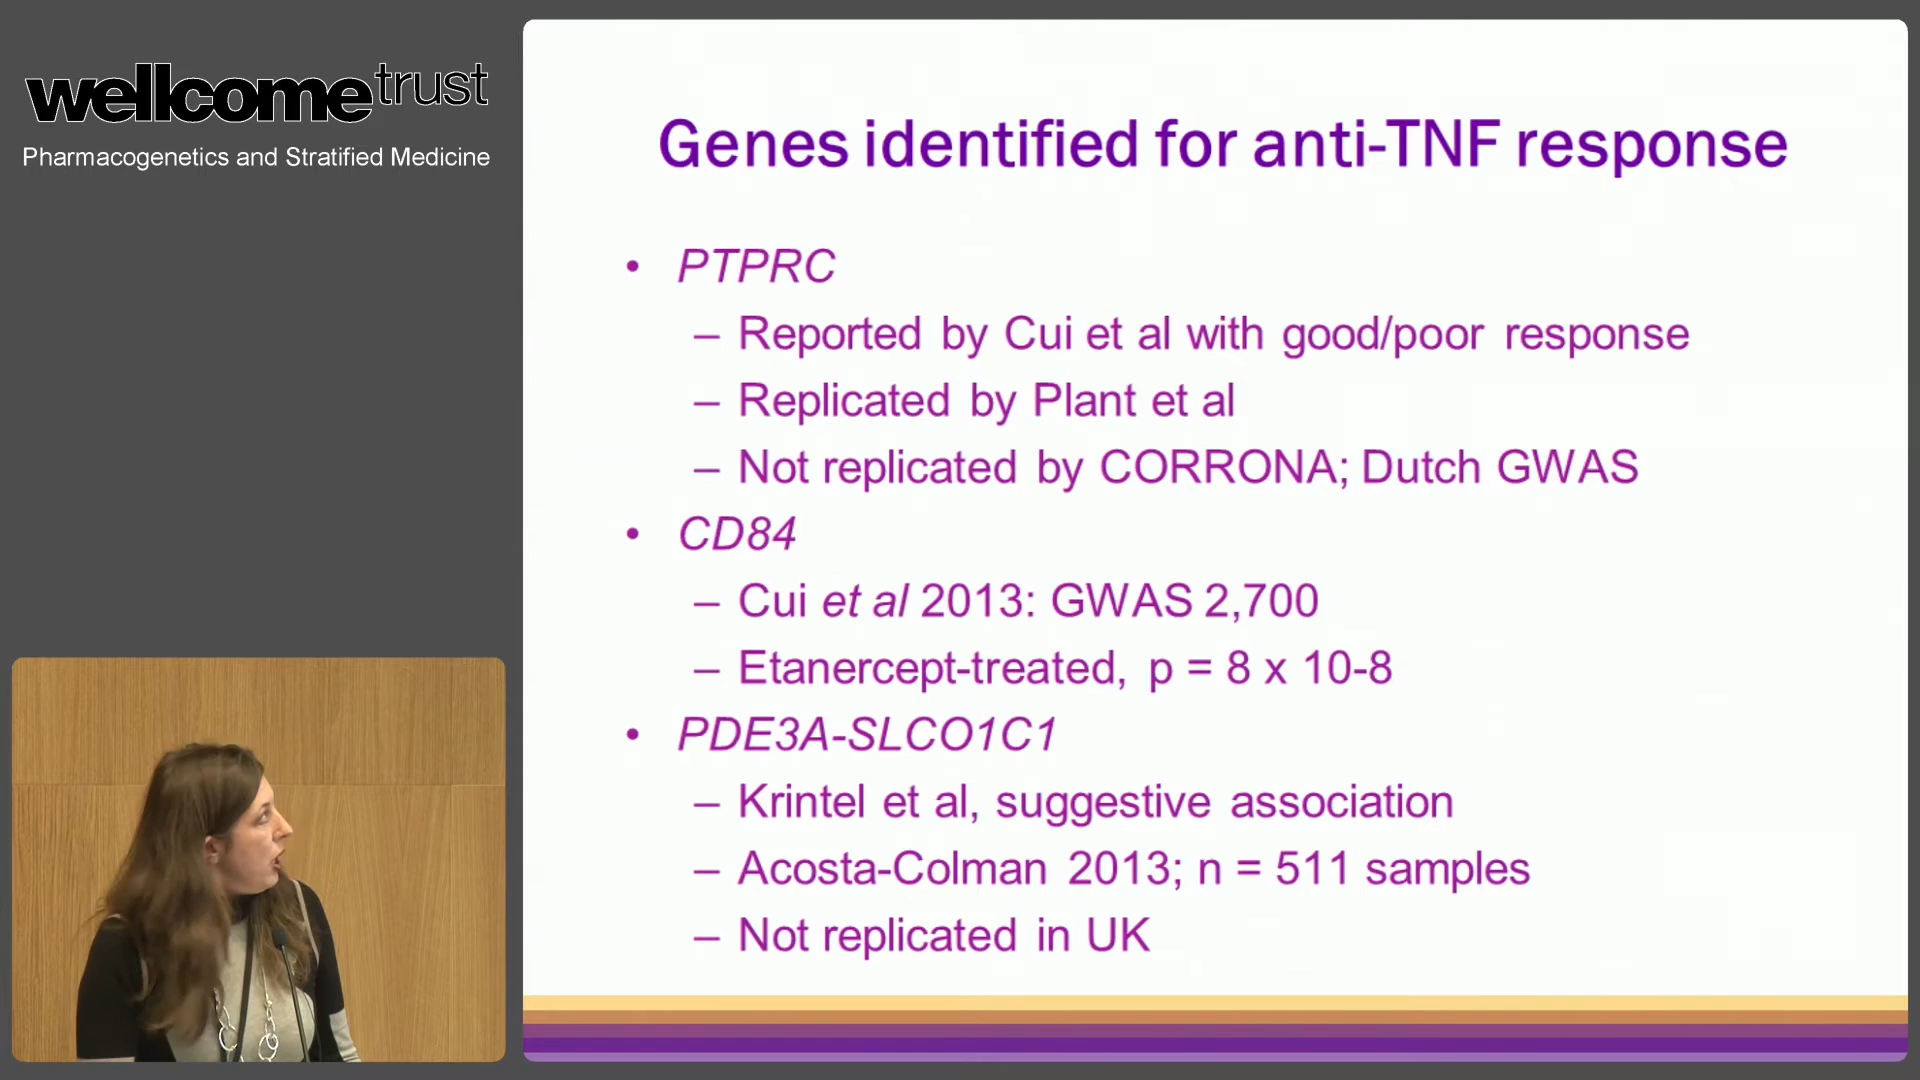 wellcometrust
Pharmacogenetics and Stratified Medicine
Genes identified for anti-TNF response
• PTPRC
– Reported by Cui et al with good/poor response
– Replicated by Plant et al
– Not replicated by CORRONA; Dutch GWAS
• CD84
– Cui et al 2013: GWAS 2,700
– Etanercept-treated, p = 8 x 10-8
• PDE3A-SLCO1C1
– Krintel et al, suggestive association
– Acosta-Colman 2013; n = 511 samples
– Not replicated in UK